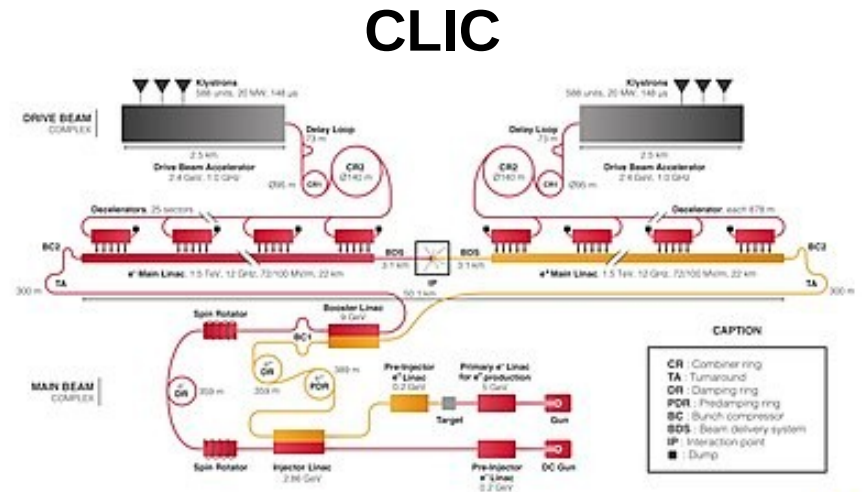 CLIC
Klystrons
588 units, 20 MW, 148 µs
Klystrons
588 units, 20 MW, 148 µs
DRIVE BEAM
COMPLEX
Delay Loop
73 m
Delay Loop
73 m
2.5 km
2.5 km
Drive Beam Accelerator
2.4 GeV, 1.0 GHz
Drive Beam Accelerator
2.4 GeV, 1.0 GHz
CR2
Ø140 m
CR2
Ø140 m
CR1
CR1
Ø95 m
Ø95 m
Decelerators, 25 sectors
Decelerator, each 878 m
BC2
BDS
3.1 km
BDS
3.1 km
BC2
e- Main Linac, 1.5 TeV, 12 GHz, 72/100 MV/m, 22 km
IP
e+ Main Linac, 1.5 TeV, 12 GHz, 72/100 MV/m, 22 km
TA
TA
300 m
300 m
50.1 km
Spin Rotator
Booster Linac
9 GeV
BC1
CAPTION
MAIN BEAM
COMPLEX
e- DR
359 m
e+ DR
359 m
389 m
e+ PDR
Pre-Injector
e+ Linac
0.2 GeV
Primary e- Linac
for e+ production
5 GeV
Target
Gun
Spin Rotator
Injector Linac
2.86 GeV
Pre-Injector
e- Linac
0.2 GeV
DC Gun
CR : Combiner ring
TA : Turnaround
DR : Damping ring
PDR : Predamping ring
BC : Bunch compressor
BDS : Beam delivery system
IP : Interaction point
■ : Dump